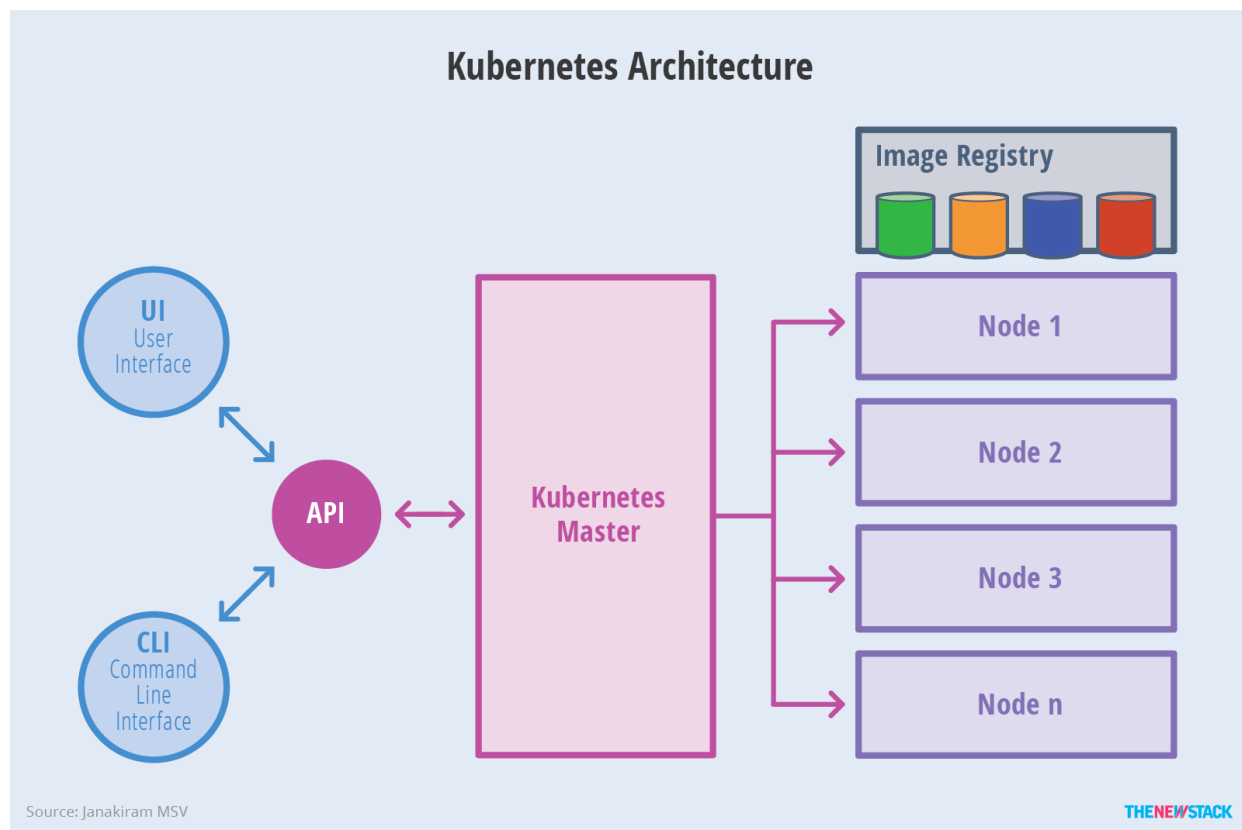 Kubernetes Architecture
Image Registry
UI
User
Interface
API
CLI
Command
Line
Interface
Kubernetes
Master
Node 1
Node 2
Node 3
Node n
Source: Janakiram MSV
THENEWSTACK